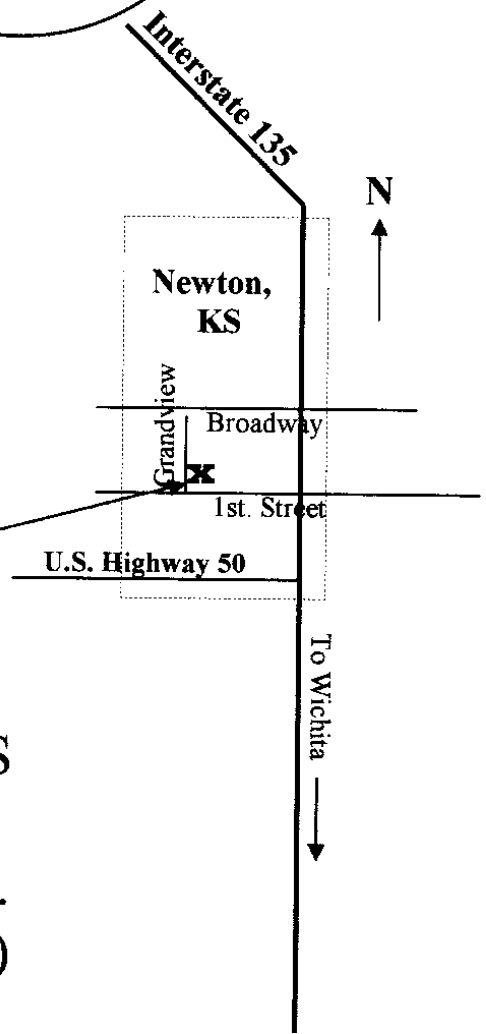 Interstate 135
N
Newton,
KS
Grandview
Broadway
X
1st. Street
U.S. Highway 50
To Wichita
S
.
)